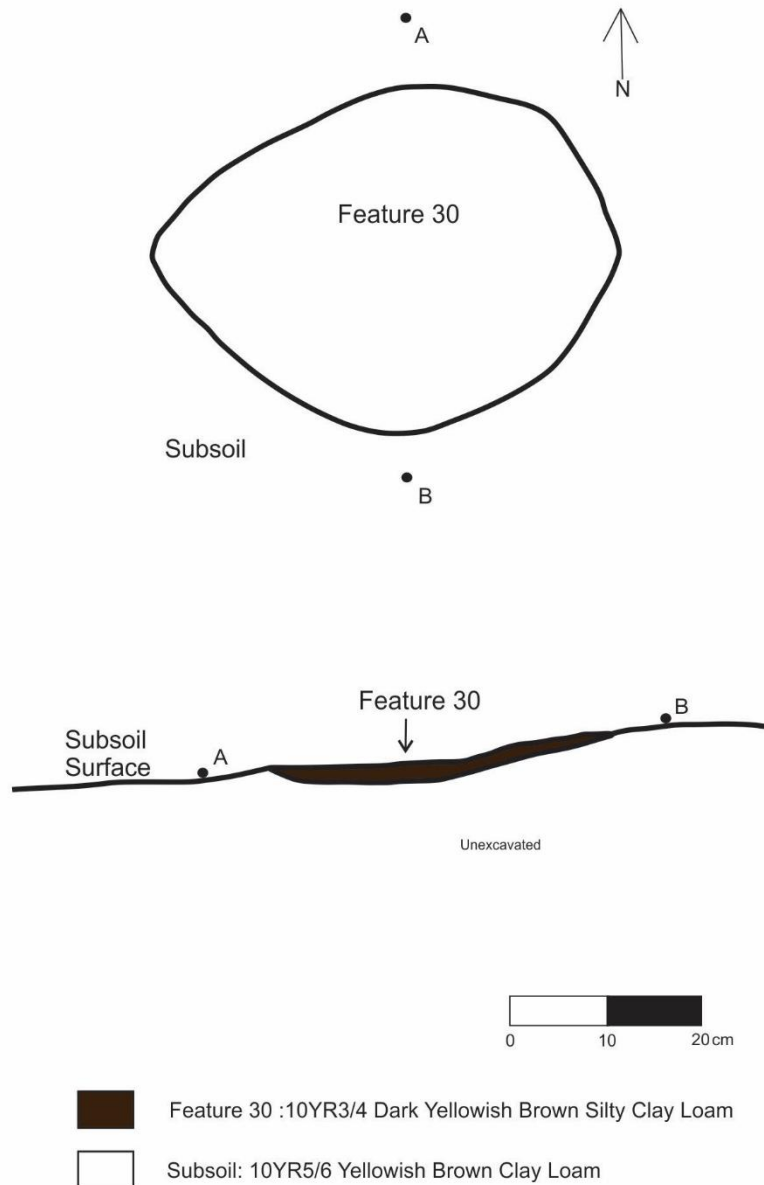 A
N
Feature 30
Subsoil
B
Feature 30
B
Subsoil
Surface
A
Unexcavated
0 10 20 cm
Feature 30 :10YR3/4 Dark Yellowish Brown Silty Clay Loam
Subsoil: 10YR5/6 Yellowish Brown Clay Loam